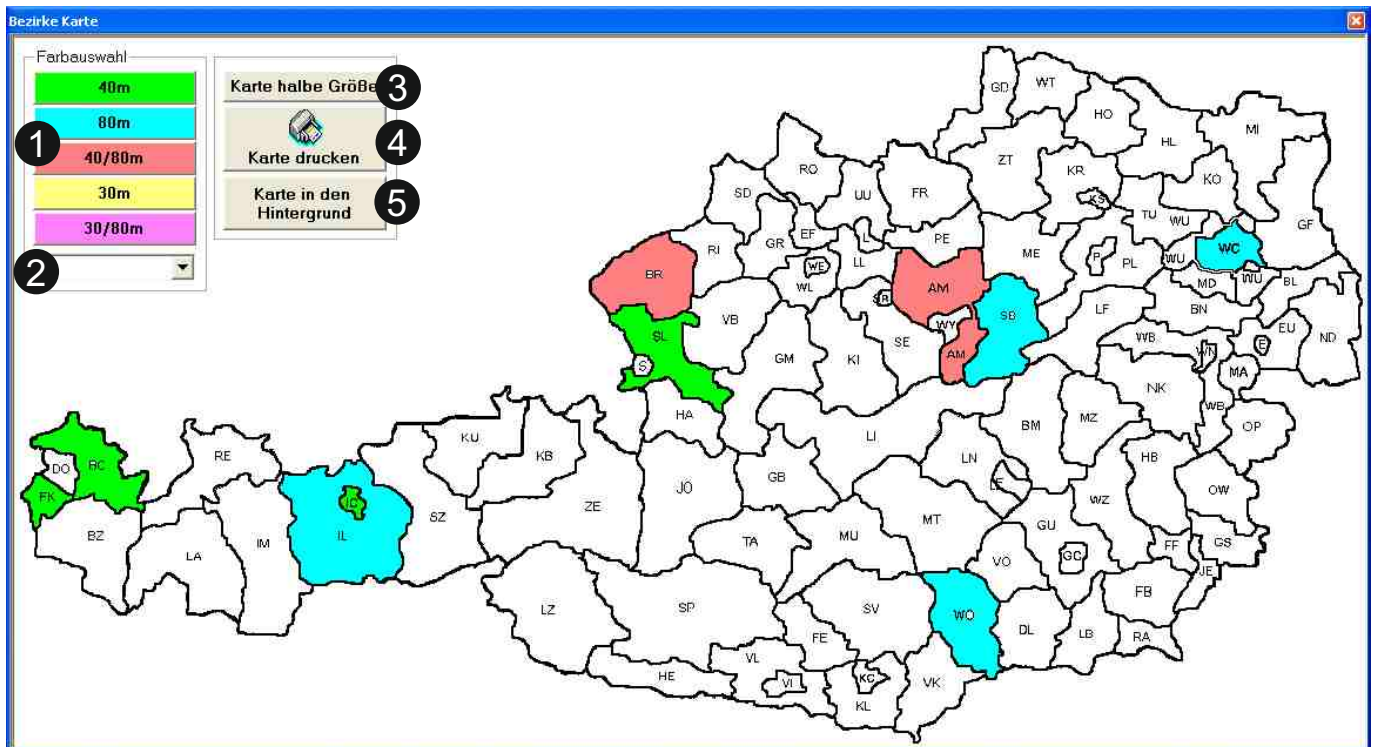 Bezirke Karte
Farbauswahl
40m
80m
40/80m
30m
30/80m
1
2
Karte halbe Größe
3
Karte drucken
4
Karte in den
Hintergrund
5
GD
WT
HO
HL
MI
ZT
KR
KS
KO
GF
RO
UU
FR
SD
GR
EF
L
PE
TU
WU
ME
P
PL
WU
WC
WU
MD
BL
BR
RI
WE
WL
LL
SR
AM
SB
LF
BN
EU
ND
VB
SL
S
GM
KI
SE
WY
AM
WB
WN
E
MA
NK
WB
HA
LI
BM
MZ
OP
KU
KB
RE
DO
BC
FK
BZ
LA
IM
IC
IL
SZ
ZE
JO
GB
LN
LE
HB
WZ
OW
TA
MU
MT
GU
GC
VO
FF
GS
JE
FB
LZ
SP
SV
WO
DL
LB
RA
FE
VL
VI
HE
KC
KL
VK